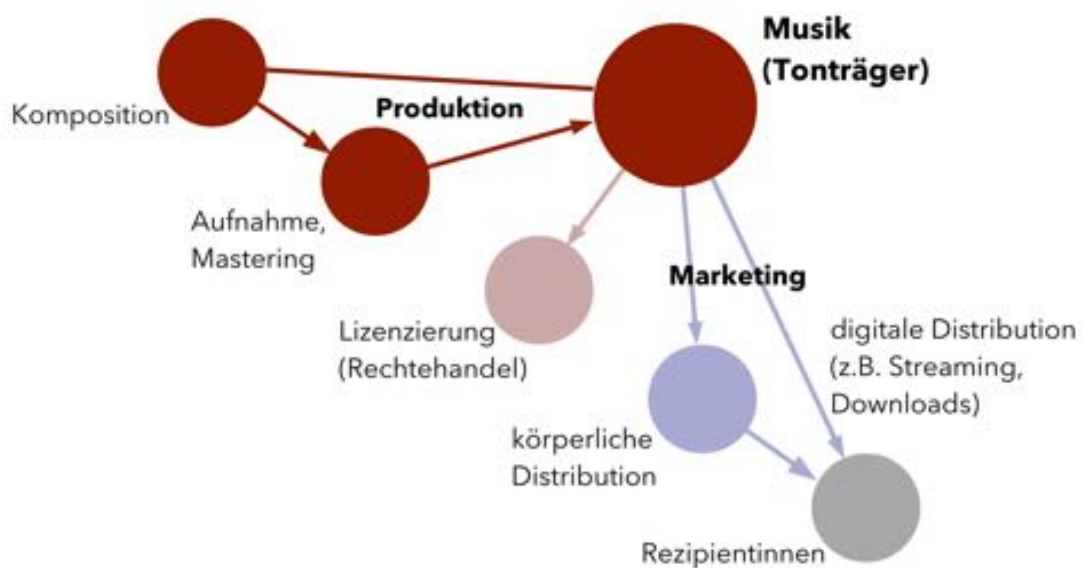 Musik
(Tonträger)
Komposition
Produktion
Aufnahme,
Mastering
Marketing
Lizenzierung
(Rechtehandel)
digitale Distribution
(z.B. Streaming,
Downloads)
körperliche
Distribution
Rezipientinnen